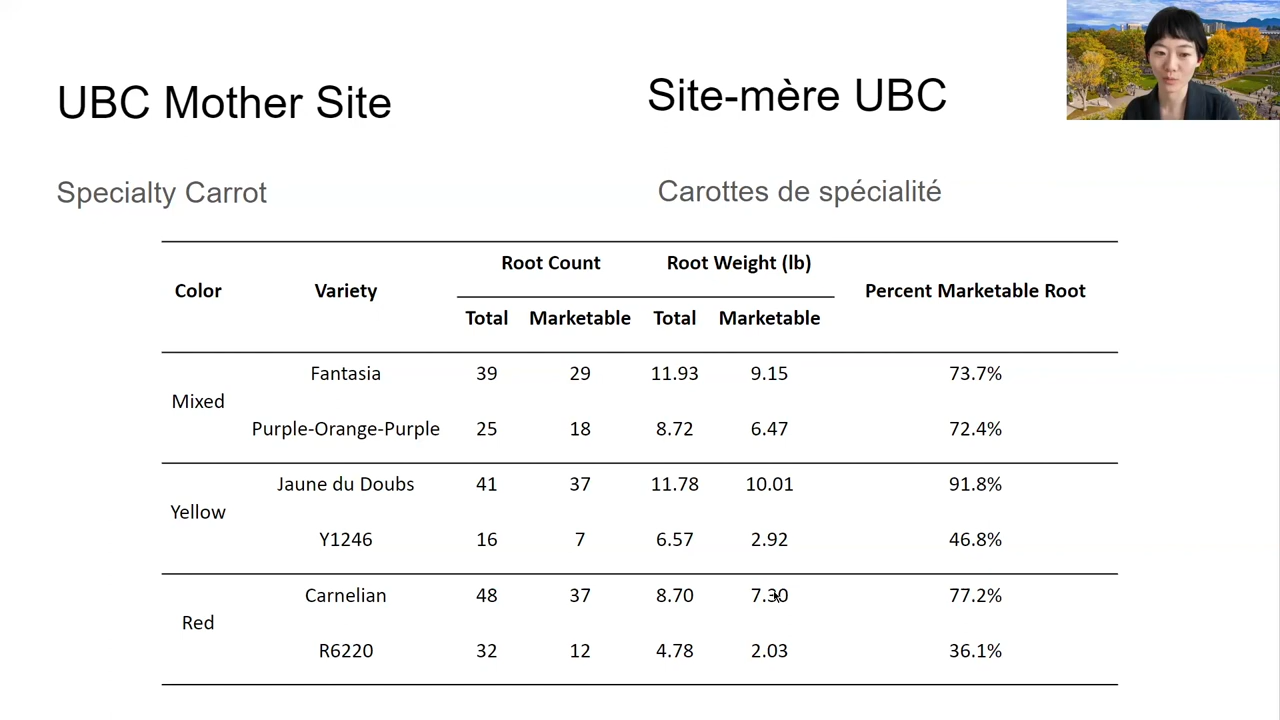 UBC Mother Site
Site-mère UBC
Specialty Carrot
Carottes de spécialité
Color Variety Root Count Root Weight (lb) Percent Marketable Root
Total Marketable Total Marketable
Mixed
Fantasia 39 29 11.93 9.15 73.7%
Purple-Orange-Purple 25 18 8.72 6.47 72.4%
Yellow
Jaune du Doubs 41 37 11.78 10.01 91.8%
Y1246 16 7 6.57 2.92 46.8%
Red
Carnelian 48 37 8.70 7.30 77.2%
R6220 32 12 4.78 2.03 36.1%